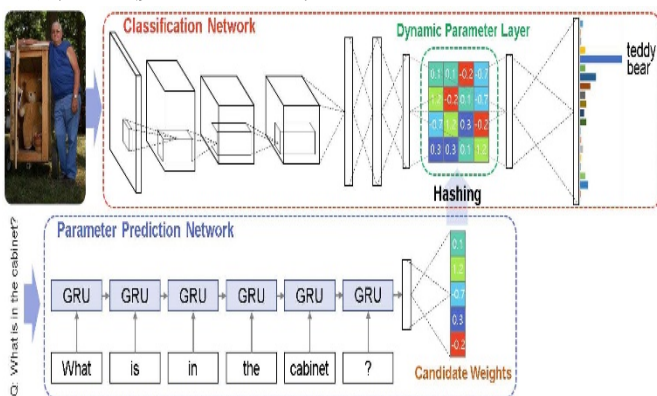 Classification Network
Dynamic Parameter Layer
teddy
bear
0.1 0.1 -0.2 -0.7
1.2 -0.2 0.1 -0.7
-0.7 1.2 0.3 -0.2
0.3 0.3 0.1 1.2
Hashing
Q: What is in the cabinet?
Parameter Prediction Network
GRU GRU GRU GRU GRU GRU
What is in the cabinet ?
0.1
1.2
-0.7
0.3
-0.2
Candidate Weights